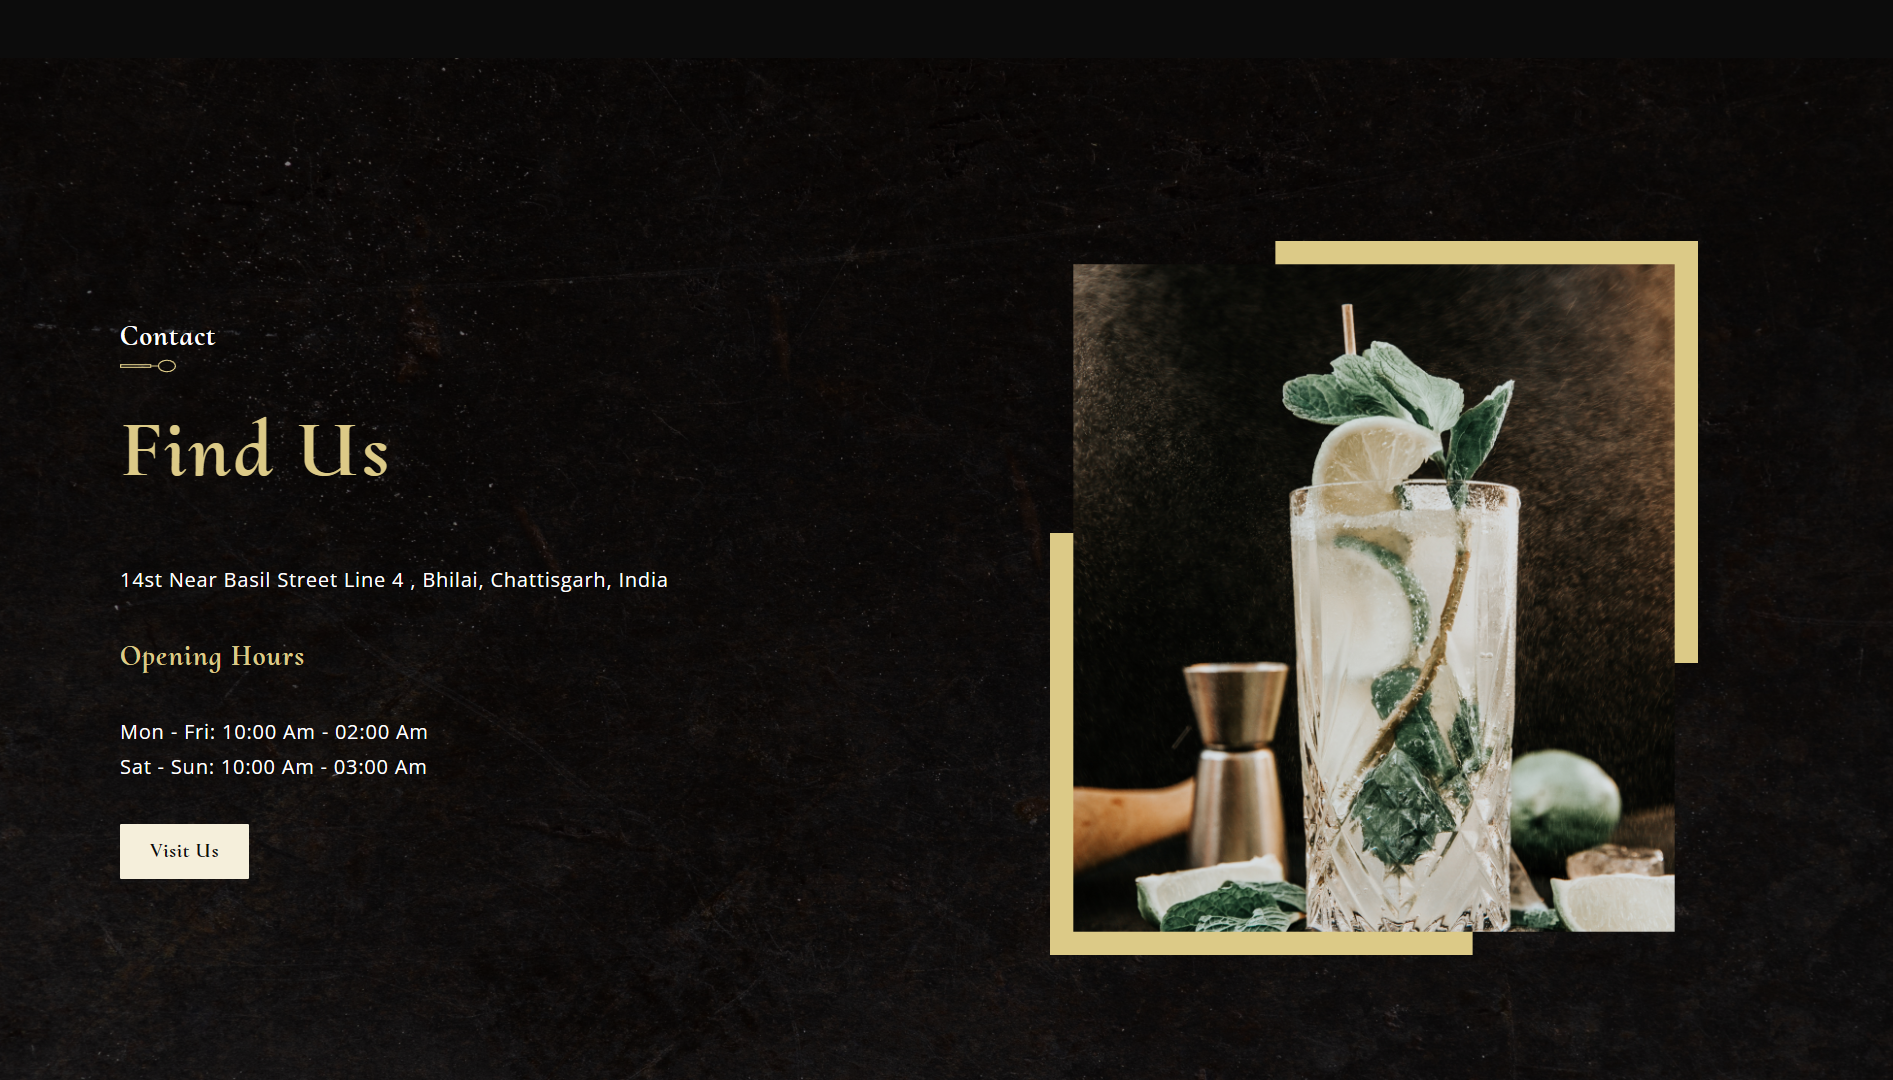 Contact
Find Us
14st Near Basil Street Line 4 , Bhilai, Chattisgarh, India
Opening Hours
Mon - Fri: 10:00 Am - 02:00 Am
Sat - Sun: 10:00 Am - 03:00 Am
Visit Us